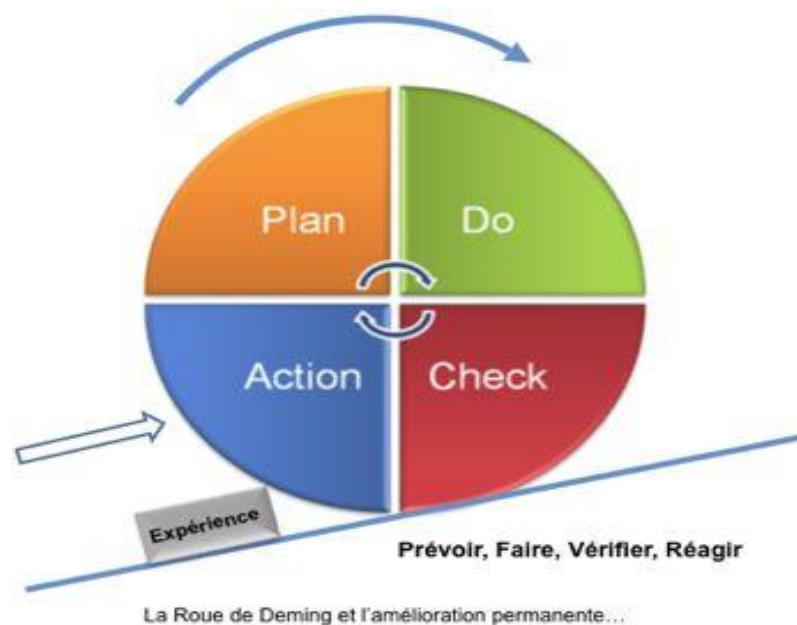 Plan
Do
Action
Check
Expérience
Prévoir, Faire, Vérifier, Réagir
La Roue de Deming et l'amélioration permanente...